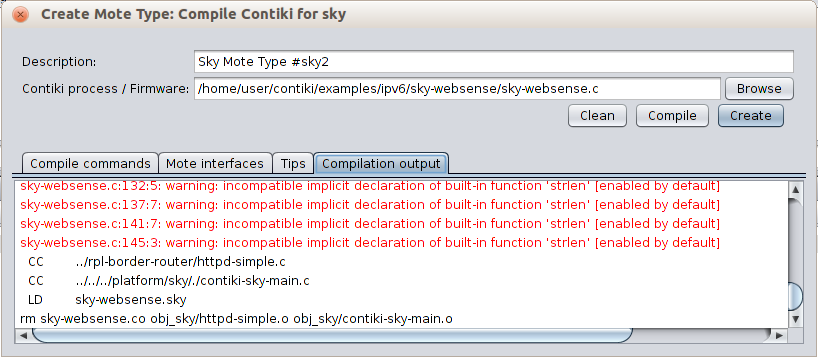 Create Mote Type: Compile Contiki for sky
Description: Sky Mote Type #sky2
Contiki process / Firmware: /home/user/contiki/examples/ipv6/sky-websense/sky-websense.c Browse
Clean Compile Create
Compile commands Mote interfaces Tips Compilation output
sky-websense.c:132:5: warning: incompatible implicit declaration of built-in function 'strlen' [enabled by default]
sky-websense.c:137:7: warning: incompatible implicit declaration of built-in function 'strlen' [enabled by default]
sky-websense.c:141:7: warning: incompatible implicit declaration of built-in function 'strlen' [enabled by default]
sky-websense.c:145:3: warning: incompatible implicit declaration of built-in function 'strlen' [enabled by default]
CC ../rpl-border-router/httpd-simple.c
CC ../../../platform/sky/./contiki-sky-main.c
LD sky-websense.sky
rm sky-websense.co obj_sky/httpd-simple.o obj_sky/contiki-sky-main.o